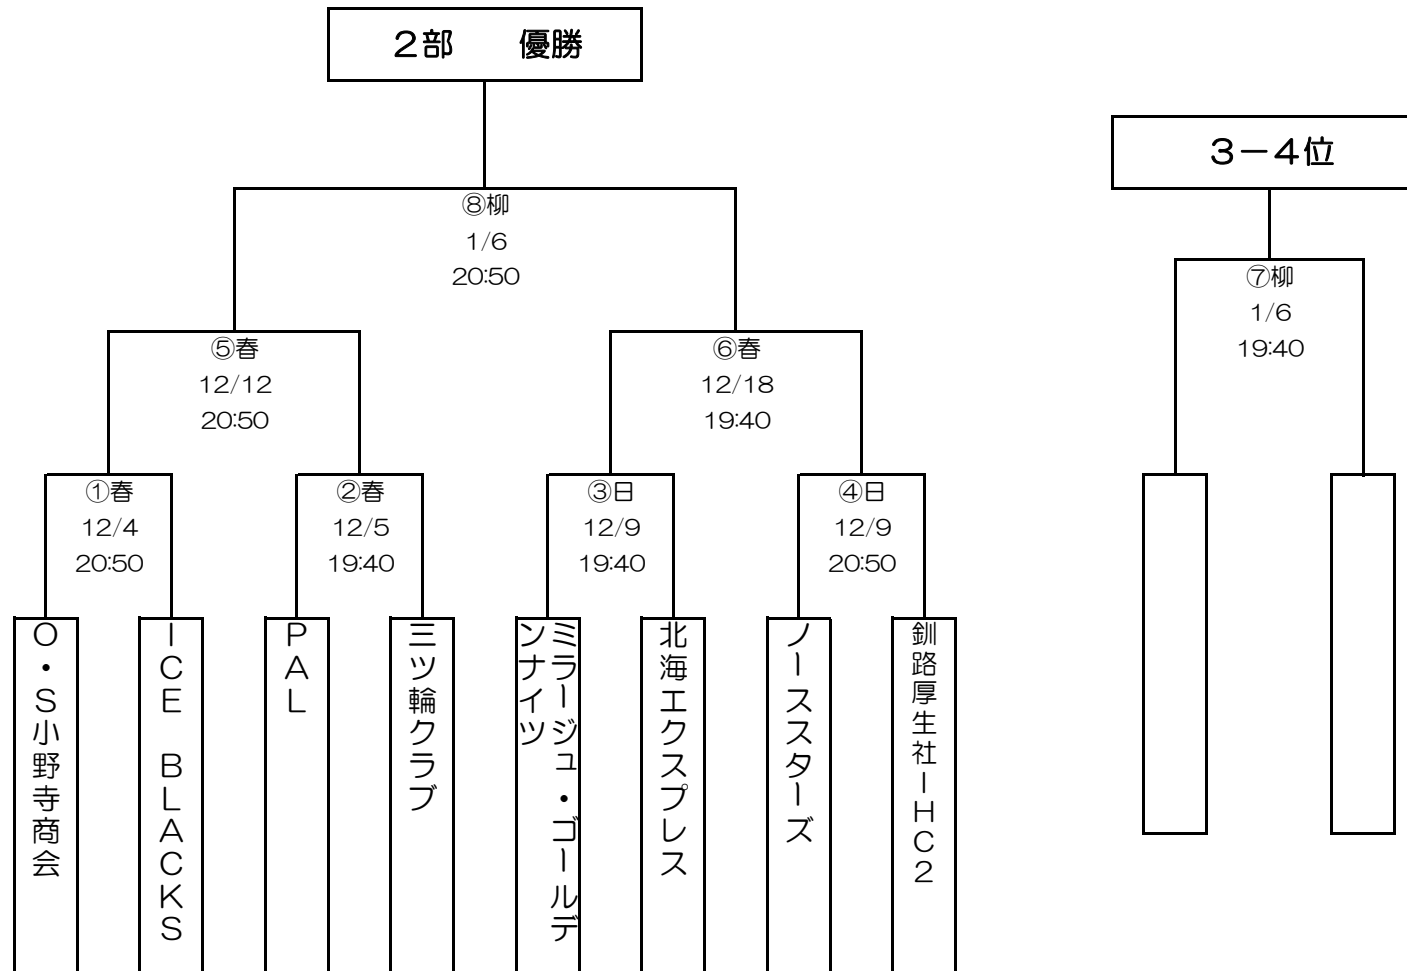 2部　優勝
3－4位
⑧柳
1/6
20:50
⑦柳
1/6
19:40
⑤春
12/12
20:50
⑥春
12/18
19:40
①春
12/4
20:50
②春
12/5
19:40
③日
12/9
19:40
④日
12/9
20:50
O・S小野寺商会
ICE　BLACKS
PAL
三ツ輪クラブ
ミラージュ・ゴールデ
ンナイツ
北海エクスプレス
ノーススターズ
釧路厚生社IHC2